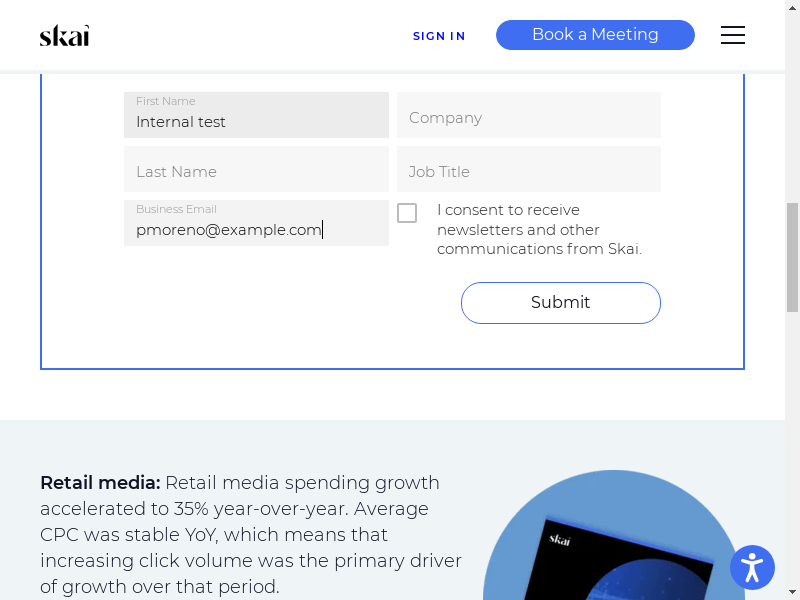 skai
SIGN IN
Book a Meeting
First Name
Internal test
Company
Last Name
Job Title
Business Email
pmoreno@example.com
I consent to receive
newsletters and other
communications from Skai.
Submit
Retail media: Retail media spending growth
accelerated to 35% year-over-year. Average
CPC was stable YoY, which means that
increasing click volume was the primary driver
of growth over that period.
skai